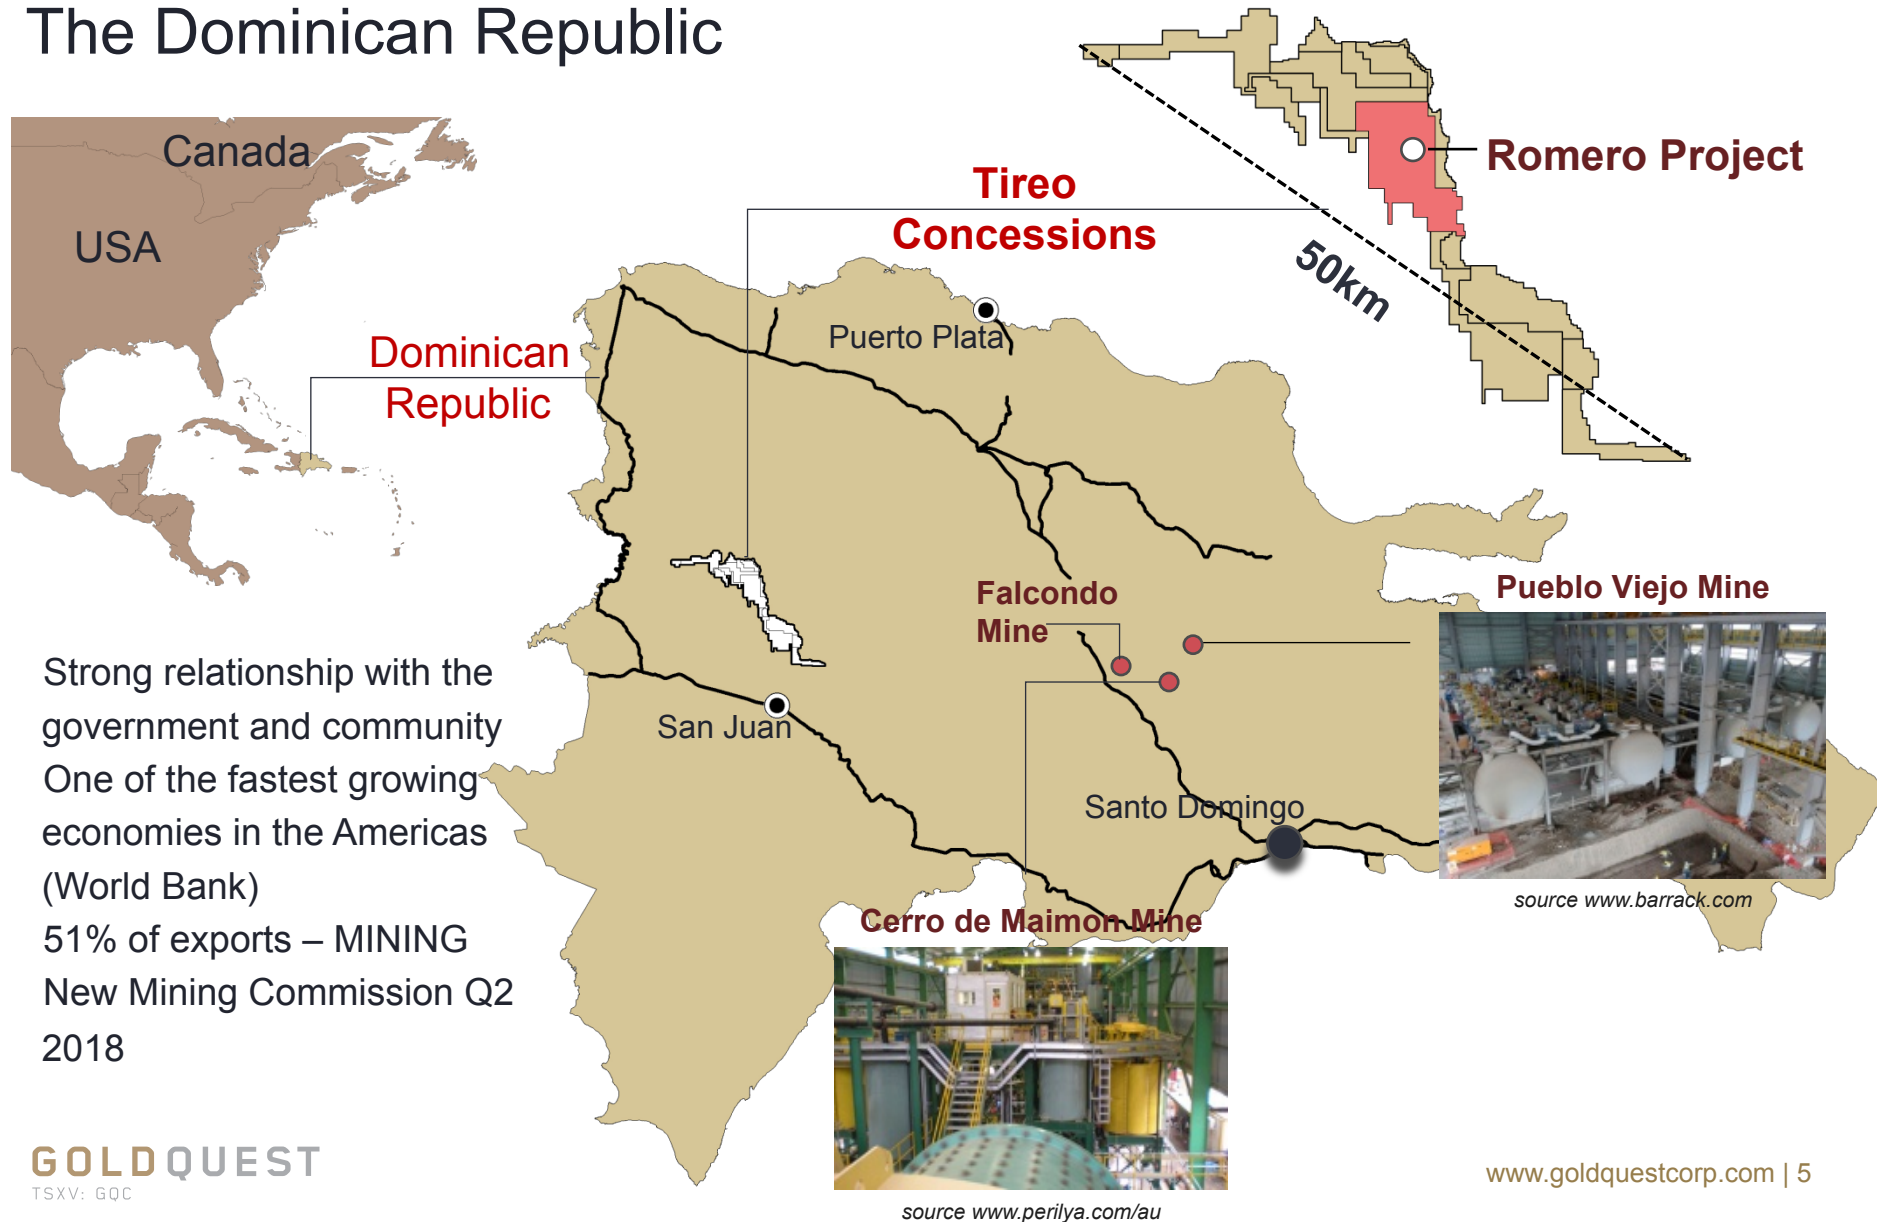 The Dominican Republic
Canada
USA
Dominican
Republic
Tireo
Concessions
Romero Project
50km
Puerto Plata
Falcondo
Mine
Pueblo Viejo Mine
San Juan
Santo Domingo
source www.barrack.com
Cerro de Maimon Mine
source www.perilya.com/au
Strong relationship with the
government and community
One of the fastest growing
economies in the Americas
(World Bank)
51% of exports – MINING
New Mining Commission Q2
2018
GOLDQUEST
TSXV: GQC
www.goldquestcorp.com | 5